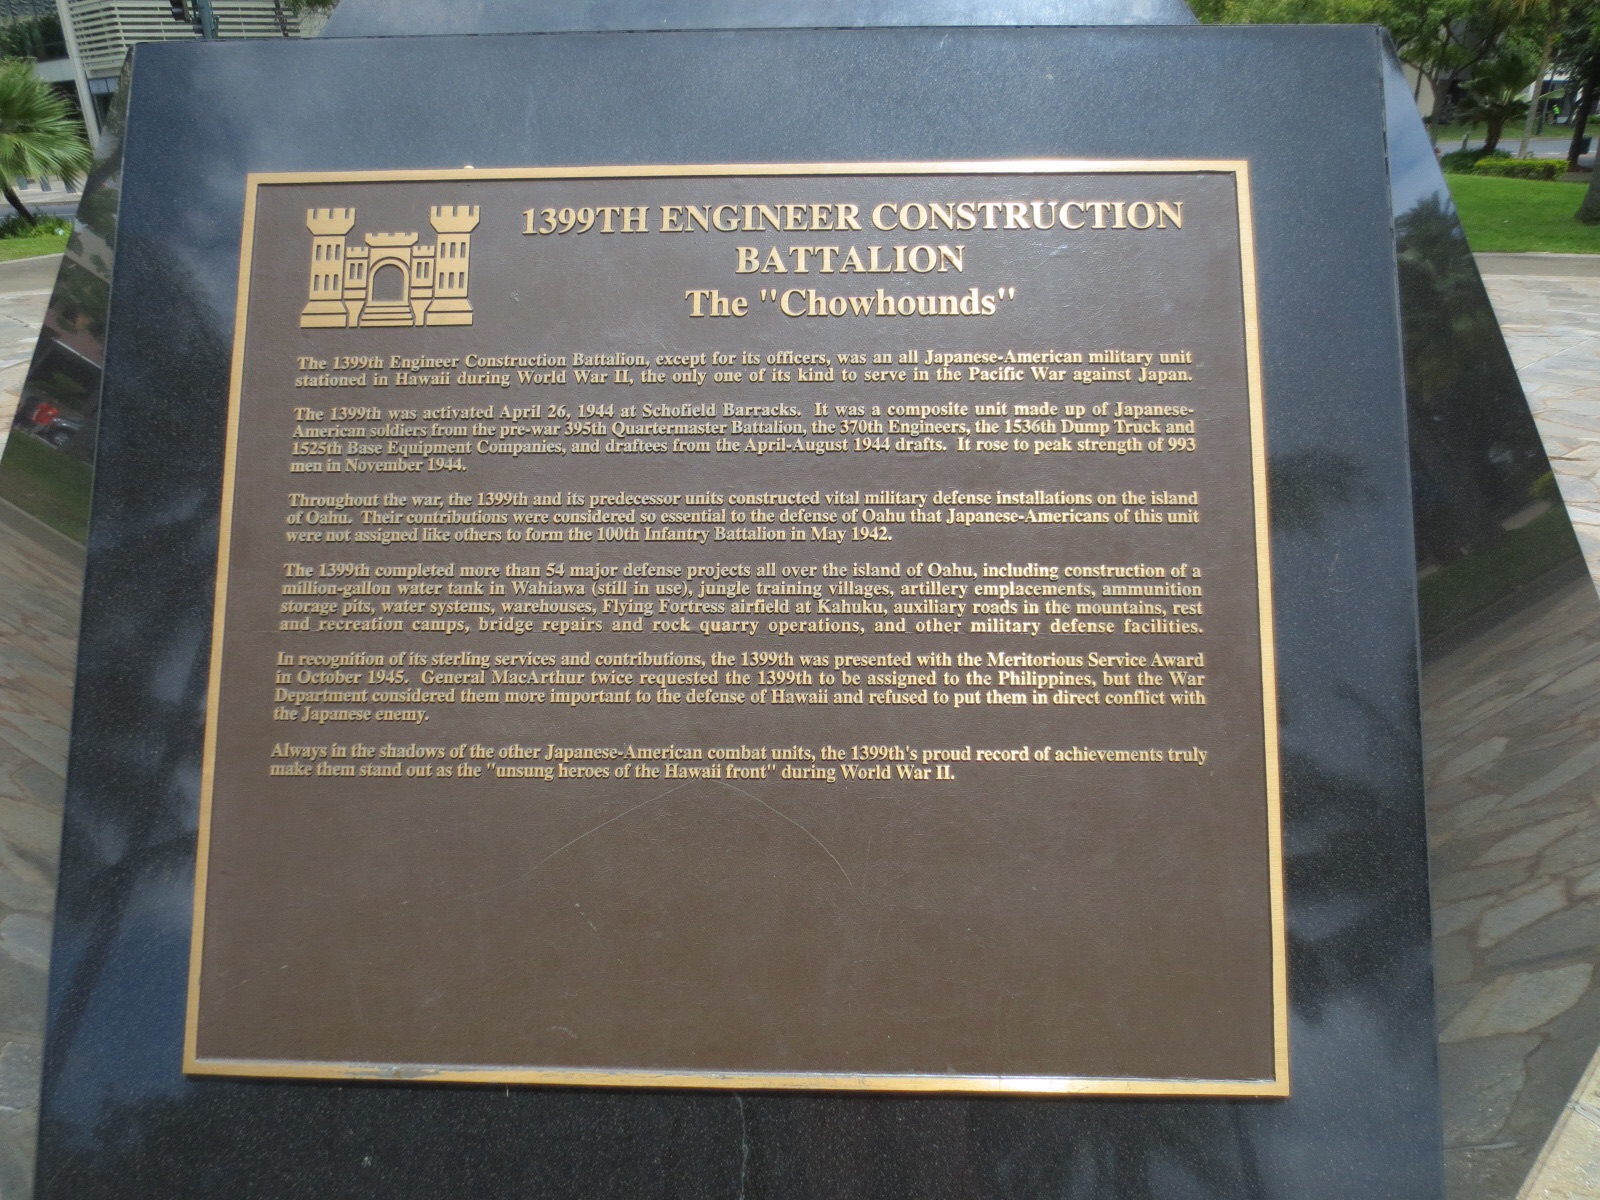 1399TH ENGINEER CONSTRUCTION
BATTALION
The "Chowhounds"
The 1399th Engineer Construction Battalion, except for its officers, was an all Japanese-American military unit
stationed in Hawaii during World War II, the only one of its kind to serve in the Pacific War against Japan.
The 1399th was activated April 26, 1944 at Schofield Barracks. It was a composite unit made up of Japanese-
American soldiers from the pre-war 395th Quartermaster Battalion, the 370th Engineers, the 1536th Dump Truck and
1525th Base Equipment Companies, and draftees from the April-August 1944 drafts. It rose to peak strength of 993
men in November 1944.
Throughout the war, the 1399th and its predecessor units constructed vital military defense installations on the island
of Oahu. Their contributions were considered so essential to the defense of Oahu that Japanese-Americans of this unit
were not assigned like others to form the 100th Infantry Battalion in May 1942.
The 1399th completed more than 54 major defense projects all over the island of Oahu, including construction of a
million-gallon water tank in Wahiawa (still in use), jungle training villages, artillery emplacements, ammunition
storage pits, water systems, warehouses, Flying Fortress airfield at Kahuku, auxiliary roads in the mountains, rest
and recreation camps, bridge repairs and rock quarry operations, and other military defense facilities.
In recognition of its sterling services and contributions, the 1399th was presented with the Meritorious Service Award
in October 1945. General MacArthur twice requested the 1399th to be assigned to the Philippines, but the War
Department considered them more important to the defense of Hawaii and refused to put them in direct conflict with
the Japanese enemy.
Always in the shadows of the other Japanese-American combat units, the 1399th's proud record of achievements truly
make them stand out as the "unsung heroes of the Hawaii front" during World War II.